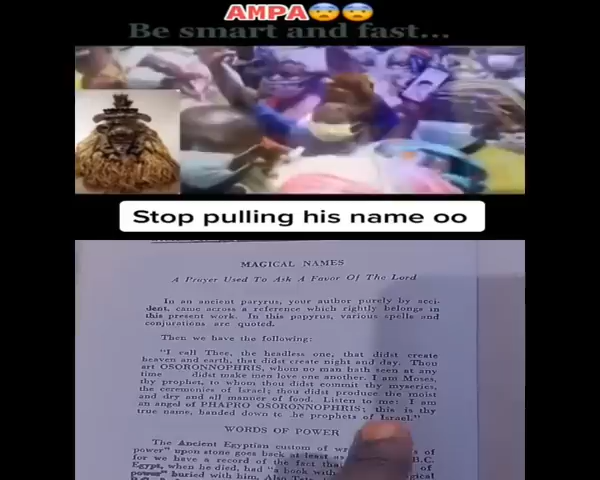 AMPA😨😨
Be smart and fast...
Stop pulling his name oo
MAGICAL NAMES
A Prayer Used To Ask A Favor Of The Lord
In an ancient papyrus, your author purely by acci-
dent, came across a reference which rightly belongs in
this present work. In this papyrus, various spells and
conjurations are quoted.
Then we have the following:
"I call Thee, the headless one, that didst create
heaven and earth, that didst create night and day. Thou
art OSORONNOPHRIS, whom no man hath seen at any
time didst make men love one another. I am Moses,
thy prophet, to whom thou didst commit thy myseries,
the ceremonies of Israel; thou didst produce the moist
and dry and all manner of food. Listen to me: I am
an angel of PHAPRO OSORONNOPHRIS; this is thy
true name, handed down to the prophets of Israel."
WORDS OF POWER
The Ancient Egyptian custom of of
power" upon stone goes back at least as B.C.
for we have a record of the fact that of
Egypt, when he died, had "a book with
power" buried with him. Also